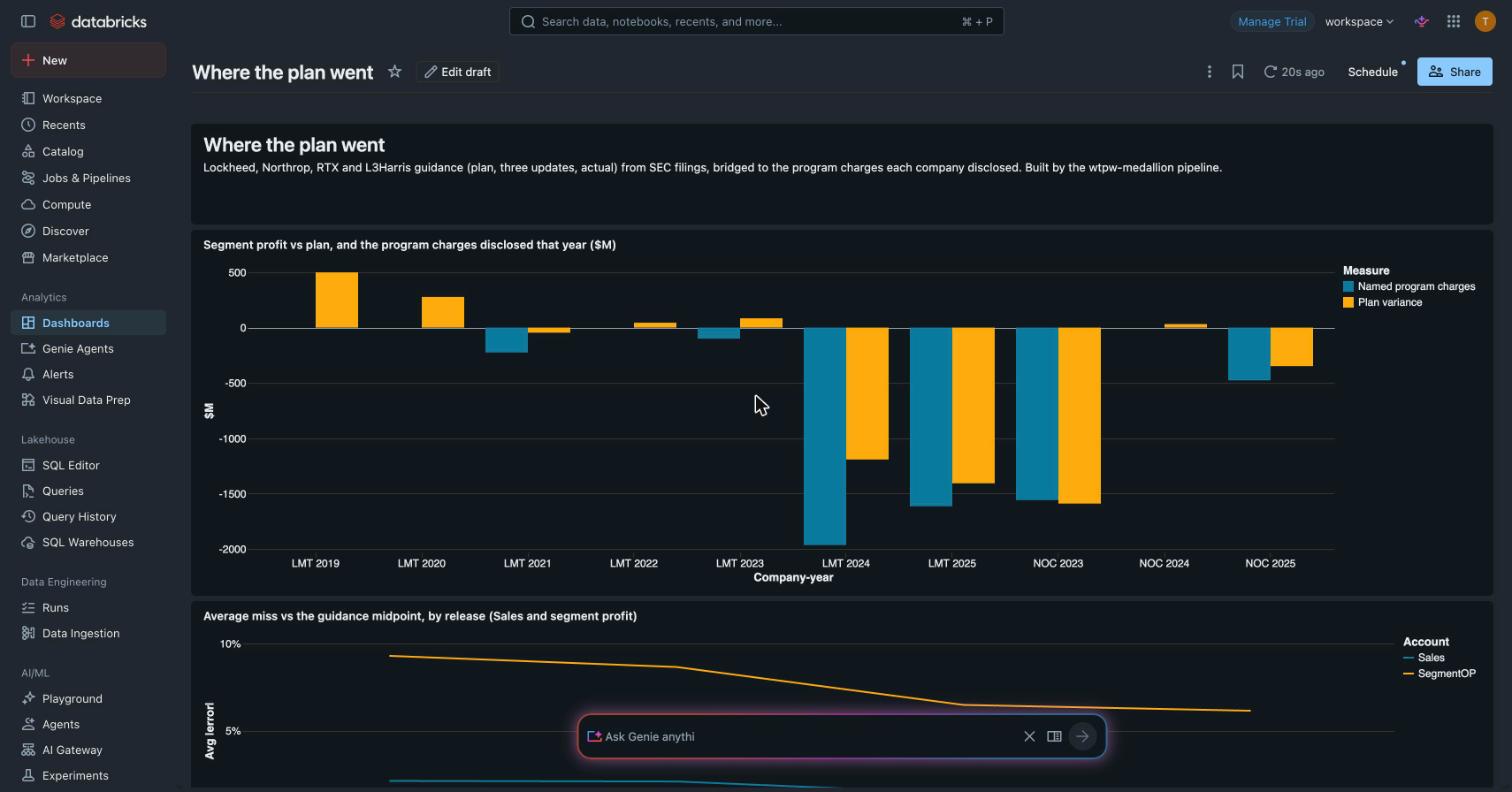 databricks
Search data, notebooks, recents, and more...
⌘ + P
Manage Trial
workspace
T
New
Workspace
Recents
Catalog
Jobs & Pipelines
Compute
Discover
Marketplace
Analytics
Dashboards
Genie Agents
Alerts
Visual Data Prep
Lakehouse
SQL Editor
Queries
Query History
SQL Warehouses
Data Engineering
Runs
Data Ingestion
AI/ML
Playground
Agents
AI Gateway
Experiments
Where the plan went
Edit draft
20s ago
Schedule
Share
Where the plan went
Lockheed, Northrop, RTX and L3Harris guidance (plan, three updates, actual) from SEC filings, bridged to the program charges each company disclosed. Built by the wtpw-medallion pipeline.
Segment profit vs plan, and the program charges disclosed that year ($M)
500
0
-500
-1000
-1500
-2000
$M
LMT 2019 LMT 2020 LMT 2021 LMT 2022 LMT 2023 LMT 2024 LMT 2025 NOC 2023 NOC 2024 NOC 2025
Company-year
Measure
Named program charges
Plan variance
Average miss vs the guidance midpoint, by release (Sales and segment profit)
10%
5%
Avg |error|
Account
Sales
SegmentOP
Ask Genie anythi